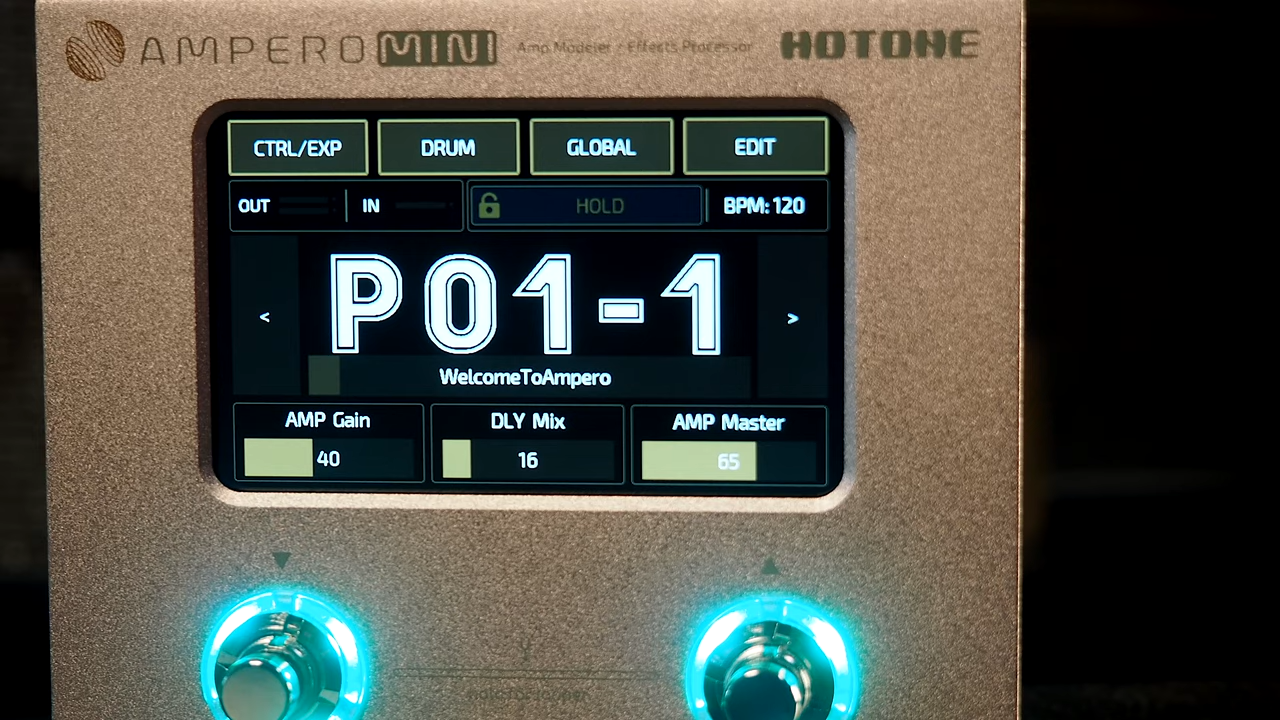 AMPERO MINI Amp Modeler / Effects Processor HOTONE
CTRL/EXP DRUM GLOBAL EDIT
OUT IN HOLD BPM:120
< P01-1 >
WelcomeToAmpero
AMP Gain DLY Mix AMP Master
40 16 65